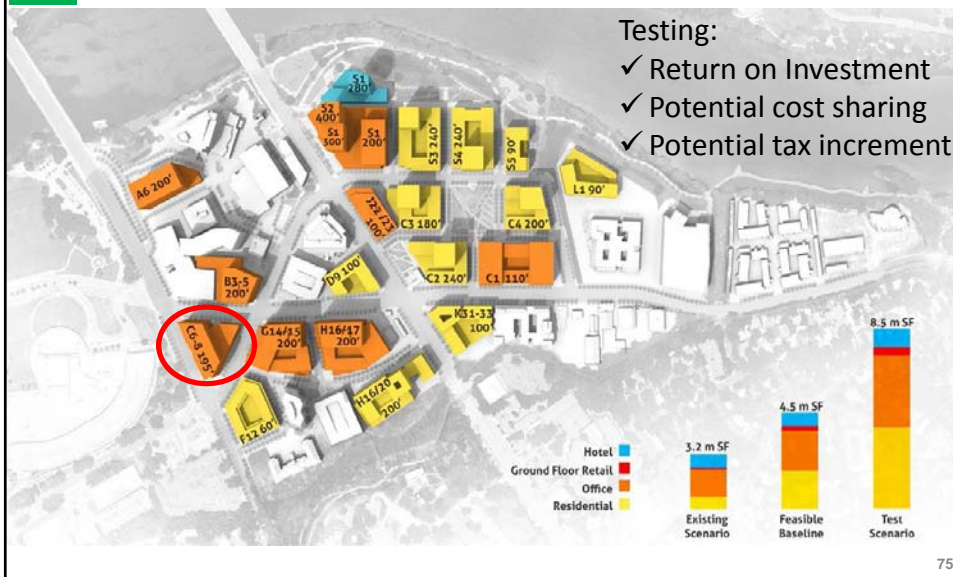 Testing:
✓ Return on Investment
✓ Potential cost sharing
✓ Potential tax increment
S1
280'
S2
400'
S1
300'
S1
200'
S3 240'
S4 240'
S5 90'
L1 90'
A6 200'
J22/23
100'
C3 180'
C4 200'
B3-5
200'
D9 100'
C2 240'
C1 110'
C6-8 195'
G14/15
200'
H16/17
200'
K31-33
100'
F12 60'
H16/20
200'
Hotel
Ground Floor Retail
Office
Residential
3.2 m SF
4.5 m SF
8.5 m SF
Existing
Scenario
Feasible
Baseline
Test
Scenario
75